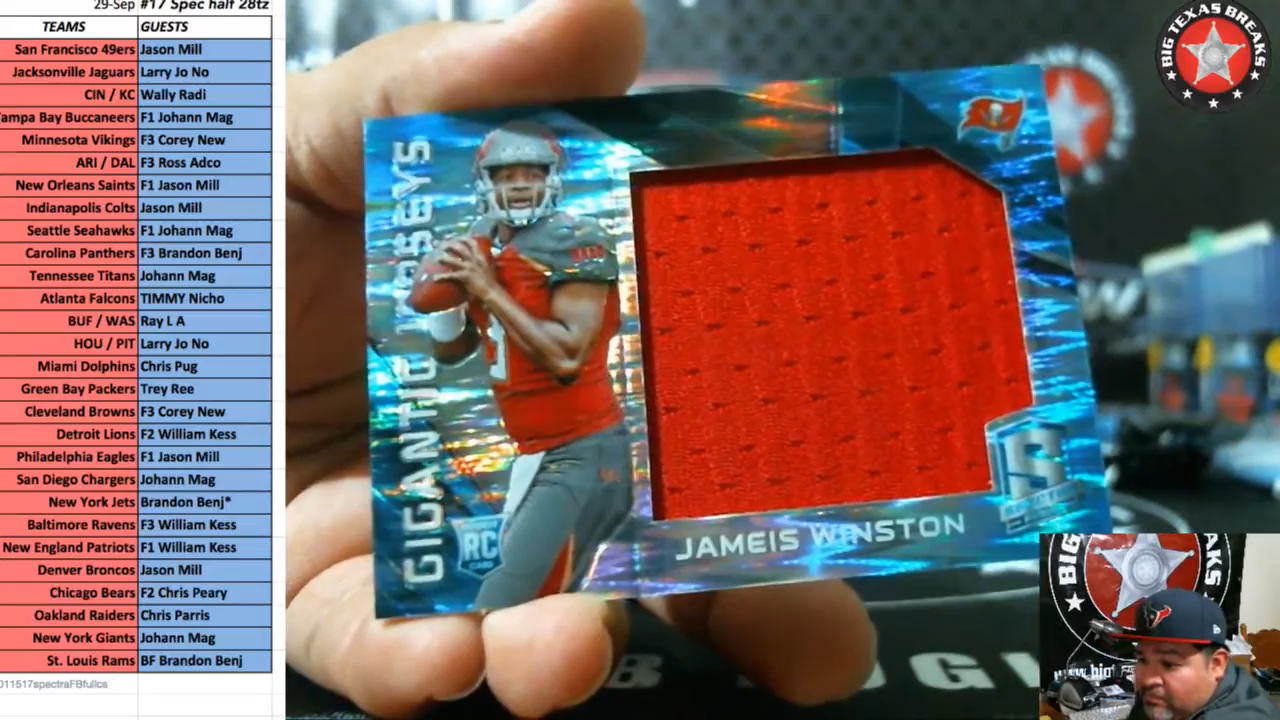 29-Sep #17 Spec half 28tz
TEAMS GUESTS
San Francisco 49ers Jason Mill
Jacksonville Jaguars Larry Jo No
CIN / KC Wally Radi
ampa Bay Buccaneers F1 Johann Mag
Minnesota Vikings F3 Corey New
ARI / DAL F3 Ross Adco
New Orleans Saints F1 Jason Mill
Indianapolis Colts Jason Mill
Seattle Seahawks F1 Johann Mag
Carolina Panthers F3 Brandon Benj
Tennessee Titans Johann Mag
Atlanta Falcons TIMMY Nicho
BUF / WAS Ray L A
HOU / PIT Larry Jo No
Miami Dolphins Chris Pug
Green Bay Packers Trey Ree
Cleveland Browns F3 Corey New
Detroit Lions F2 William Kess
Philadelphia Eagles F1 Jason Mill
San Diego Chargers Johann Mag
New York Jets Brandon Benj*
Baltimore Ravens F3 William Kess
New England Patriots F1 William Kess
Denver Broncos Jason Mill
Chicago Bears F2 Chris Peary
Oakland Raiders Chris Parris
New York Giants Johann Mag
St. Louis Rams BF Brandon Benj
011517spectraFBfullcs
GIGANTIC JERSEYS
RC
CARD
JAMEIS WINSTON
S
BIG TEXAS BREAKS
BIG BREAKS